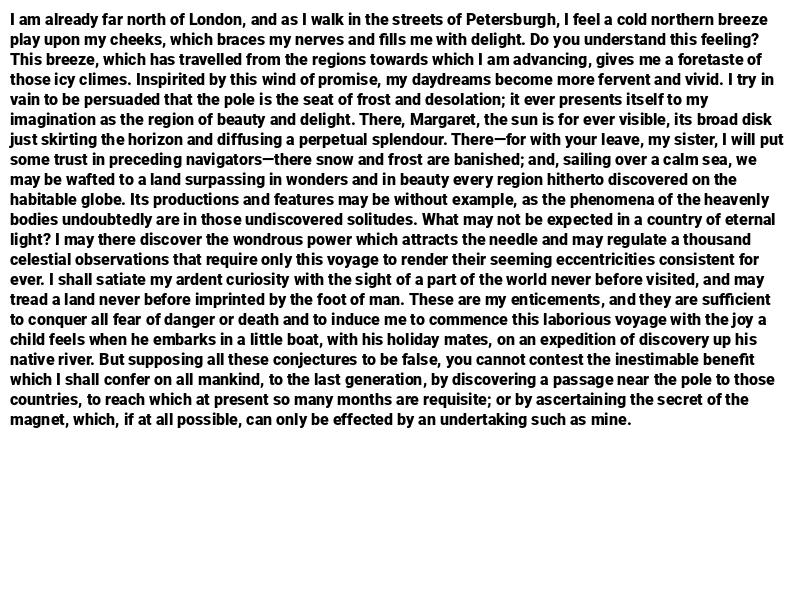 I am already far north of London, and as I walk in the streets of Petersburgh, I feel a cold northern breeze
play upon my cheeks, which braces my nerves and fills me with delight. Do you understand this feeling?
This breeze, which has travelled from the regions towards which I am advancing, gives me a foretaste of
those icy climes. Inspirited by this wind of promise, my daydreams become more fervent and vivid. I try in
vain to be persuaded that the pole is the seat of frost and desolation; it ever presents itself to my
imagination as the region of beauty and delight. There, Margaret, the sun is for ever visible, its broad disk
just skirting the horizon and diffusing a perpetual splendour. There—for with your leave, my sister, I will put
some trust in preceding navigators—there snow and frost are banished; and, sailing over a calm sea, we
may be wafted to a land surpassing in wonders and in beauty every region hitherto discovered on the
habitable globe. Its productions and features may be without example, as the phenomena of the heavenly
bodies undoubtedly are in those undiscovered solitudes. What may not be expected in a country of eternal
light? I may there discover the wondrous power which attracts the needle and may regulate a thousand
celestial observations that require only this voyage to render their seeming eccentricities consistent for
ever. I shall satiate my ardent curiosity with the sight of a part of the world never before visited, and may
tread a land never before imprinted by the foot of man. These are my enticements, and they are sufficient
to conquer all fear of danger or death and to induce me to commence this laborious voyage with the joy a
child feels when he embarks in a little boat, with his holiday mates, on an expedition of discovery up his
native river. But supposing all these conjectures to be false, you cannot contest the inestimable benefit
which I shall confer on all mankind, to the last generation, by discovering a passage near the pole to those
countries, to reach which at present so many months are requisite; or by ascertaining the secret of the
magnet, which, if at all possible, can only be effected by an undertaking such as mine.